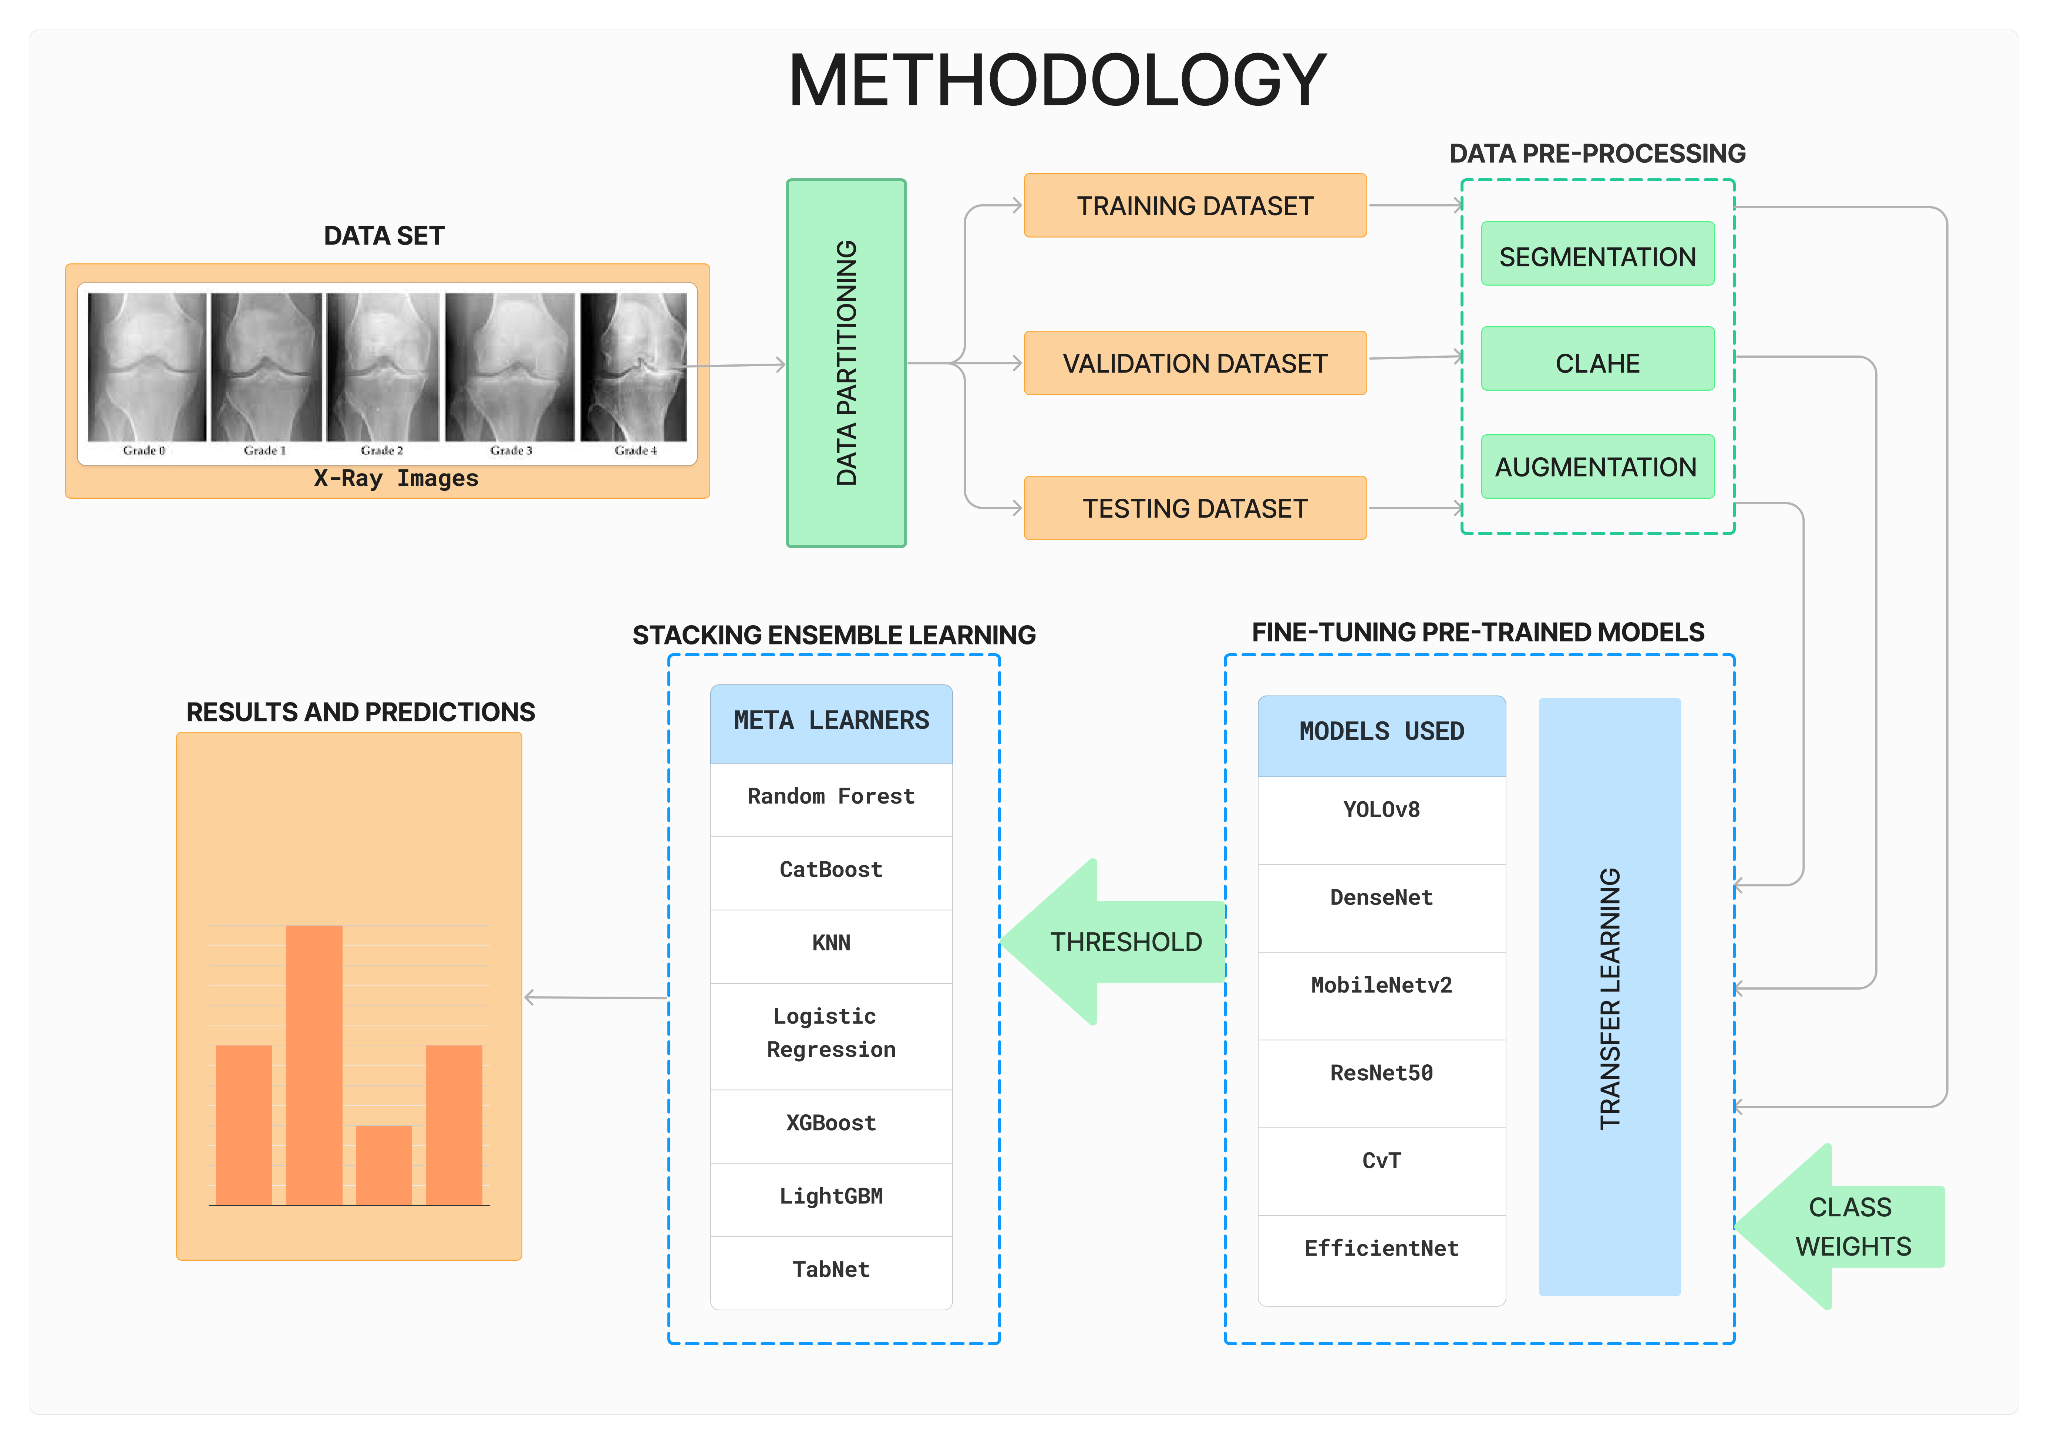 METHODOLOGY
DATA SET
Grade 0
Grade 1
Grade 2
Grade 3
Grade 4
X-Ray Images
DATA PARTITIONING
TRAINING DATASET
VALIDATION DATASET
TESTING DATASET
DATA PRE-PROCESSING
SEGMENTATION
CLAHE
AUGMENTATION
FINE-TUNING PRE-TRAINED MODELS
MODELS USED
YOLOv8
DenseNet
MobileNetv2
ResNet50
CvT
EfficientNet
TRANSFER LEARNING
CLASS
WEIGHTS
THRESHOLD
STACKING ENSEMBLE LEARNING
META LEARNERS
Random Forest
CatBoost
KNN
Logistic
Regression
XGBoost
LightGBM
TabNet
RESULTS AND PREDICTIONS